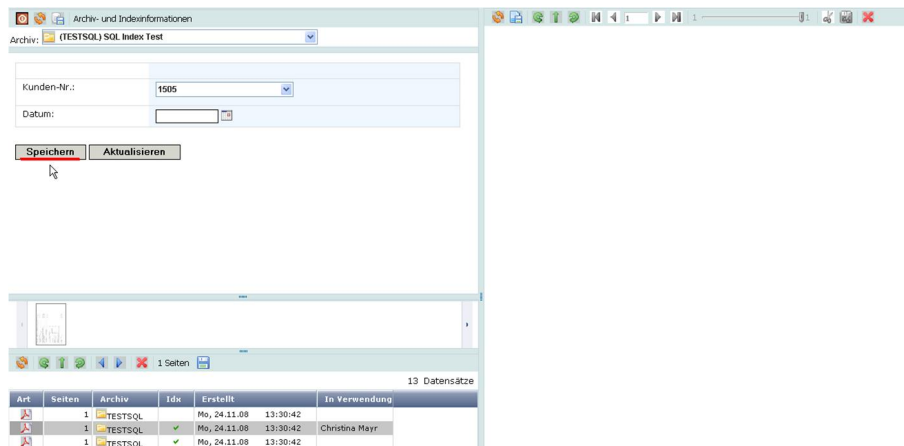 Archiv- und Indexinformationen
Archiv: (TESTSQL) SQL Index Test
Kunden-Nr.: 1505
Datum:
Speichern Aktualisieren
1 1 1
1 Seiten
13 Datensätze
Art Seiten Archiv Idx Erstellt In Verwendung
1 TESTSQL Mo, 24.11.08 13:30:42
1 TESTSQL ✔ Mo, 24.11.08 13:30:42 Christina Mayr
1 TESTSQL ✔ Mo, 24.11.08 13:30:42